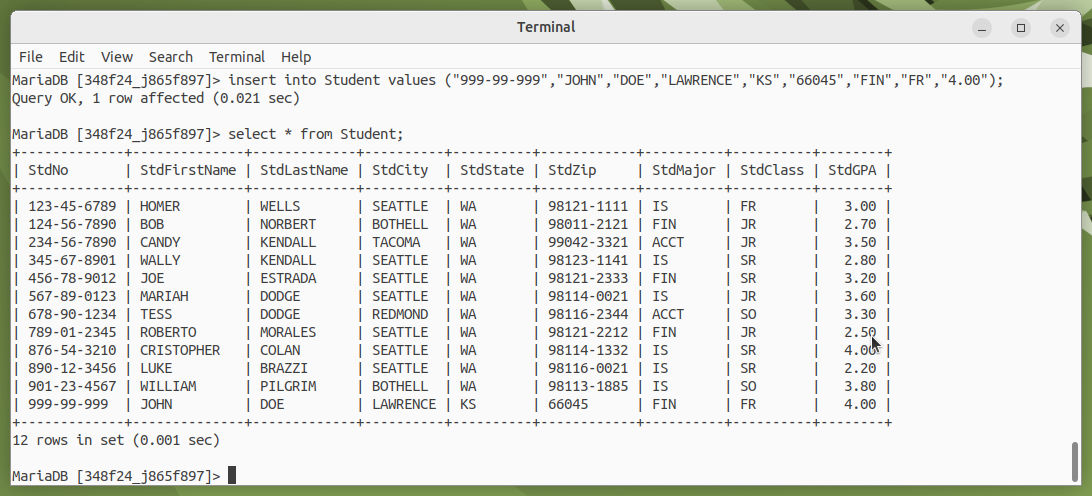 Terminal
File Edit View Search Terminal Help
MariaDB [348f24_j865f897]> insert into Student values ("999-99-999","JOHN","DOE","LAWRENCE","KS","66045","FIN","FR","4.00");
Query OK, 1 row affected (0.021 sec)

MariaDB [348f24_j865f897]> select * from Student;
+-------------+--------------+-------------+----------+----------+------------+----------+----------+--------+
| StdNo       | StdFirstName | StdLastName | StdCity  | StdState | StdZip     | StdMajor | StdClass | StdGPA |
+-------------+--------------+-------------+----------+----------+------------+----------+----------+--------+
| 123-45-6789 | HOMER        | WELLS       | SEATTLE  | WA       | 98121-1111 | IS       | FR       |   3.00 |
| 124-56-7890 | BOB          | NORBERT     | BOTHELL  | WA       | 98011-2121 | FIN      | JR       |   2.70 |
| 234-56-7890 | CANDY        | KENDALL     | TACOMA   | WA       | 99042-3321 | ACCT     | JR       |   3.50 |
| 345-67-8901 | WALLY        | KENDALL     | SEATTLE  | WA       | 98123-1141 | IS       | SR       |   2.80 |
| 456-78-9012 | JOE          | ESTRADA     | SEATTLE  | WA       | 98121-2333 | FIN      | SR       |   3.20 |
| 567-89-0123 | MARIAH       | DODGE       | SEATTLE  | WA       | 98114-0021 | IS       | JR       |   3.60 |
| 678-90-1234 | TESS         | DODGE       | REDMOND  | WA       | 98116-2344 | ACCT     | SO       |   3.30 |
| 789-01-2345 | ROBERTO      | MORALES     | SEATTLE  | WA       | 98121-2212 | FIN      | JR       |   2.50 |
| 876-54-3210 | CRISTOPHER   | COLAN       | SEATTLE  | WA       | 98114-1332 | IS       | SR       |   4.00 |
| 890-12-3456 | LUKE         | BRAZZI      | SEATTLE  | WA       | 98116-0021 | IS       | SR       |   2.20 |
| 901-23-4567 | WILLIAM      | PILGRIM     | BOTHELL  | WA       | 98113-1885 | IS       | SO       |   3.80 |
| 999-99-999  | JOHN         | DOE         | LAWRENCE | KS       | 66045      | FIN      | FR       |   4.00 |
+-------------+--------------+-------------+----------+----------+------------+----------+----------+--------+
12 rows in set (0.001 sec)

MariaDB [348f24_j865f897]>